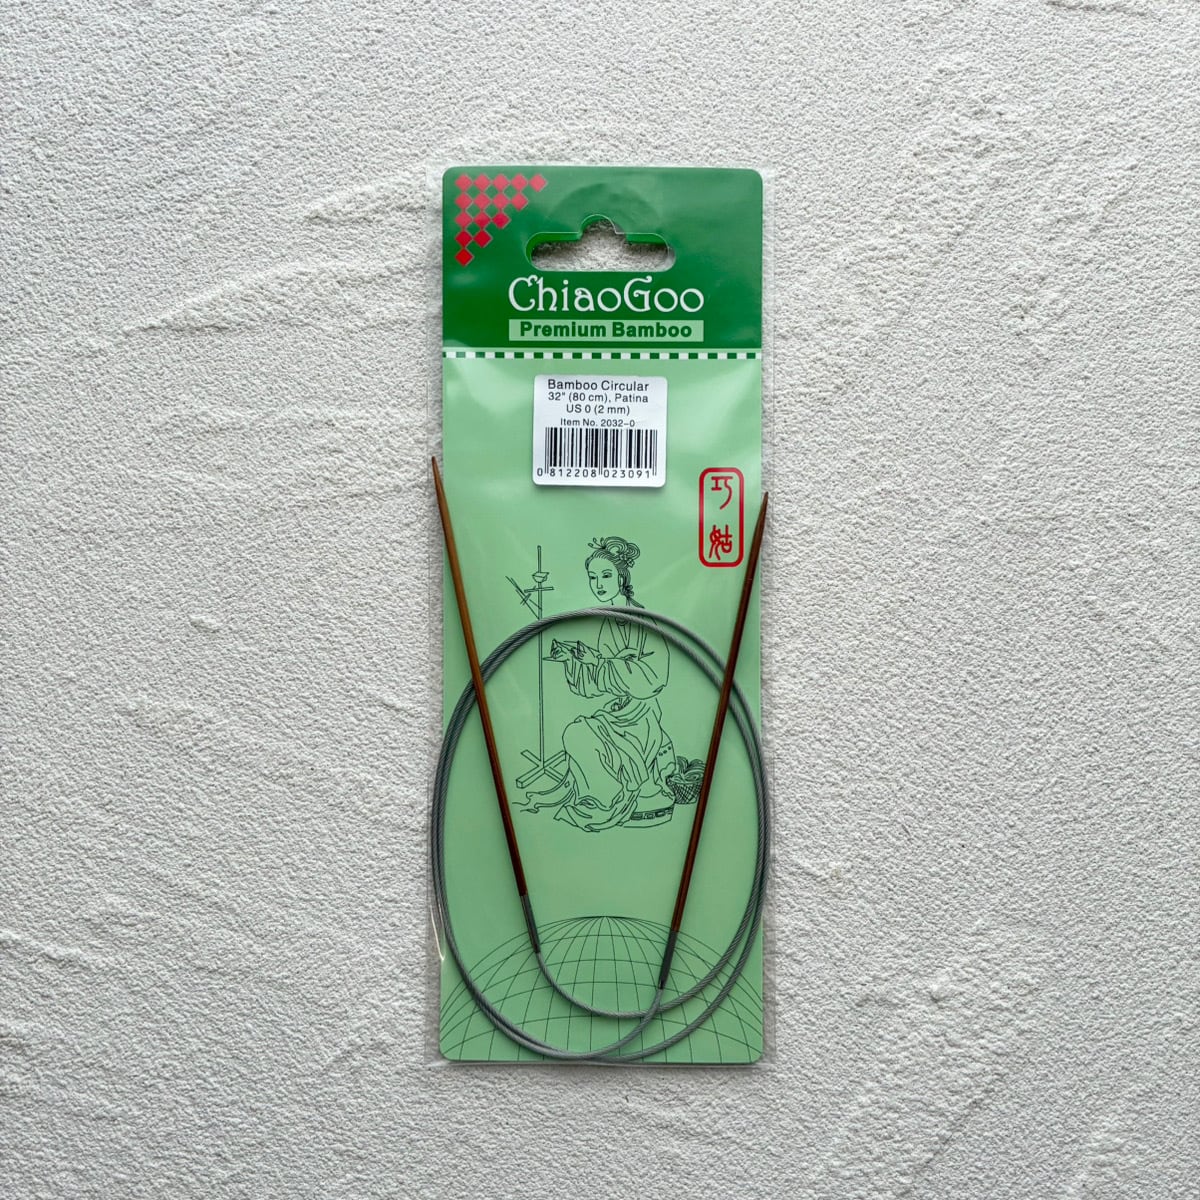 ChiaoGoo
Premium Bamboo
Bamboo Circular
32" (80 cm), Patina
US 0 (2 mm)
Item No. 2032-0
0 812208 023091
巧
姑